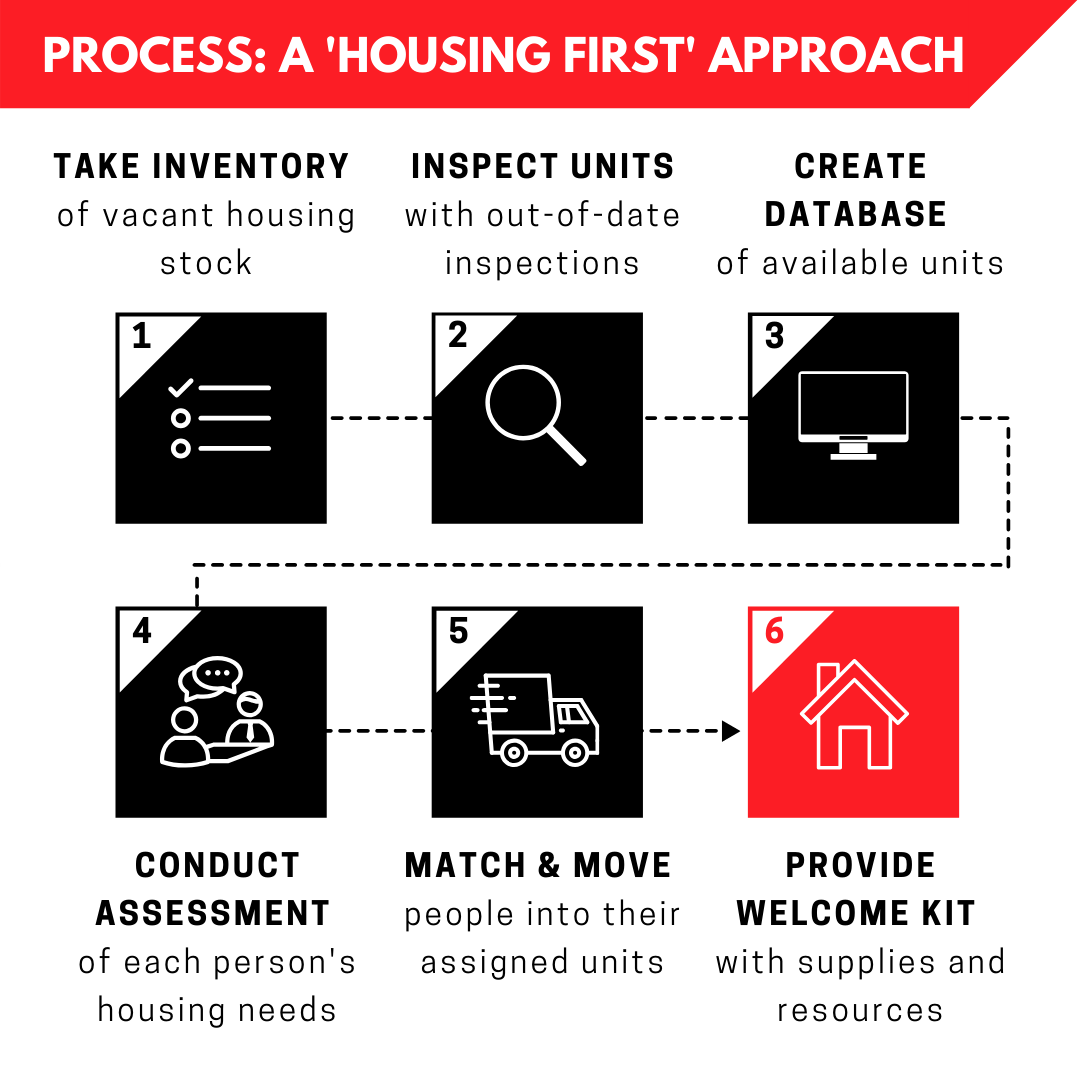 PROCESS: A 'HOUSING FIRST' APPROACH
TAKE INVENTORY
of vacant housing
stock
INSPECT UNITS
with out-of-date
inspections
CREATE
DATABASE
of available units
1
2
3
4
5
6
CONDUCT
ASSESSMENT
of each person's
housing needs
MATCH & MOVE
people into their
assigned units
PROVIDE
WELCOME KIT
with supplies and
resources